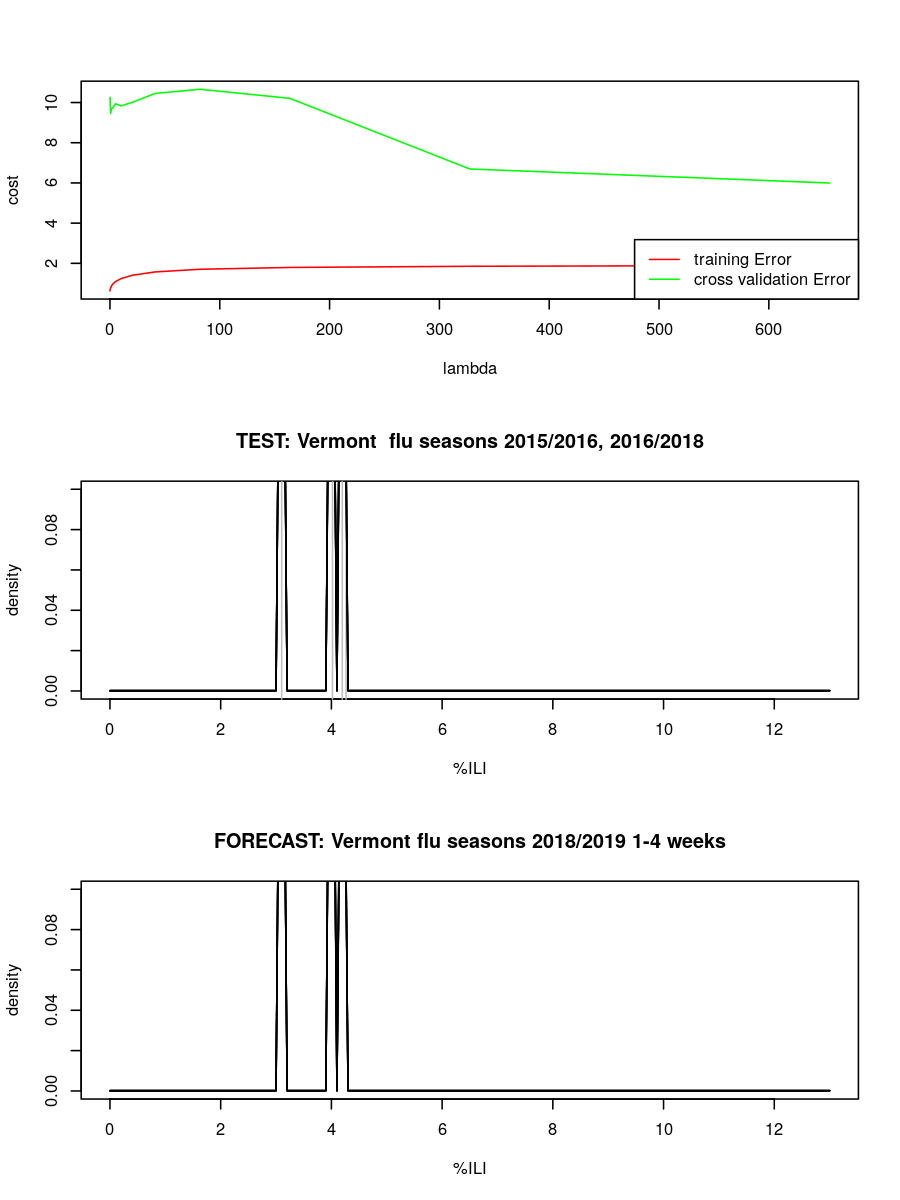 cost
10
8
6
4
2
training Error
cross validation Error
0 100 200 300 400 500 600
lambda
TEST: Vermont  flu seasons 2015/2016, 2016/2018
density
0.08
0.04
0.00
0 2 4 6 8 10 12
%ILI
FORECAST: Vermont flu seasons 2018/2019 1-4 weeks
density
0.08
0.04
0.00
0 2 4 6 8 10 12
%ILI